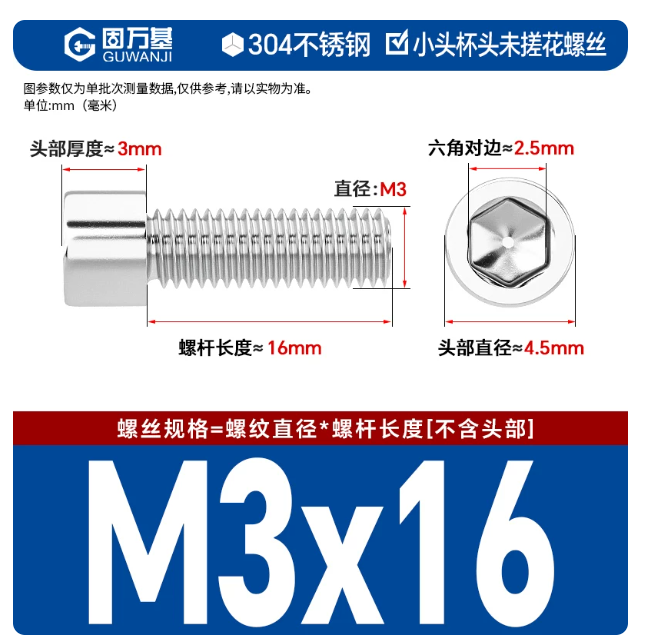 固万基
GUWANJI
304不锈钢
小头杯头未搓花螺丝
图参数仅为单批次测量数据,仅供参考,请以实物为准。
单位:mm（毫米）
头部厚度≈3mm
六角对边≈2.5mm
直径:M3
螺杆长度≈16mm
头部直径≈4.5mm
螺丝规格=螺纹直径*螺杆长度[不含头部]
M3x16